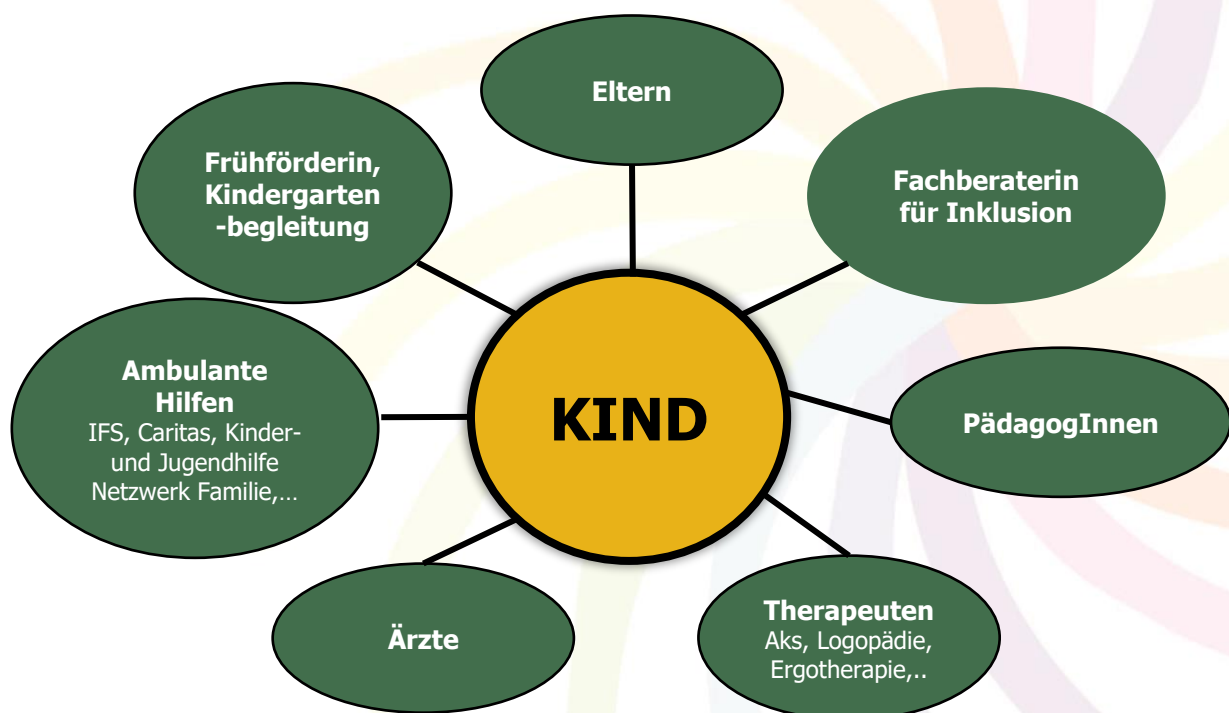 Eltern
Frühförderin,
Kindergarten
-begleitung
Fachberaterin
für Inklusion
Ambulante
Hilfen
IFS, Caritas, Kinder-
und Jugendhilfe
Netzwerk Familie,…
KIND
PädagogInnen
Ärzte
Therapeuten
Aks, Logopädie,
Ergotherapie,..